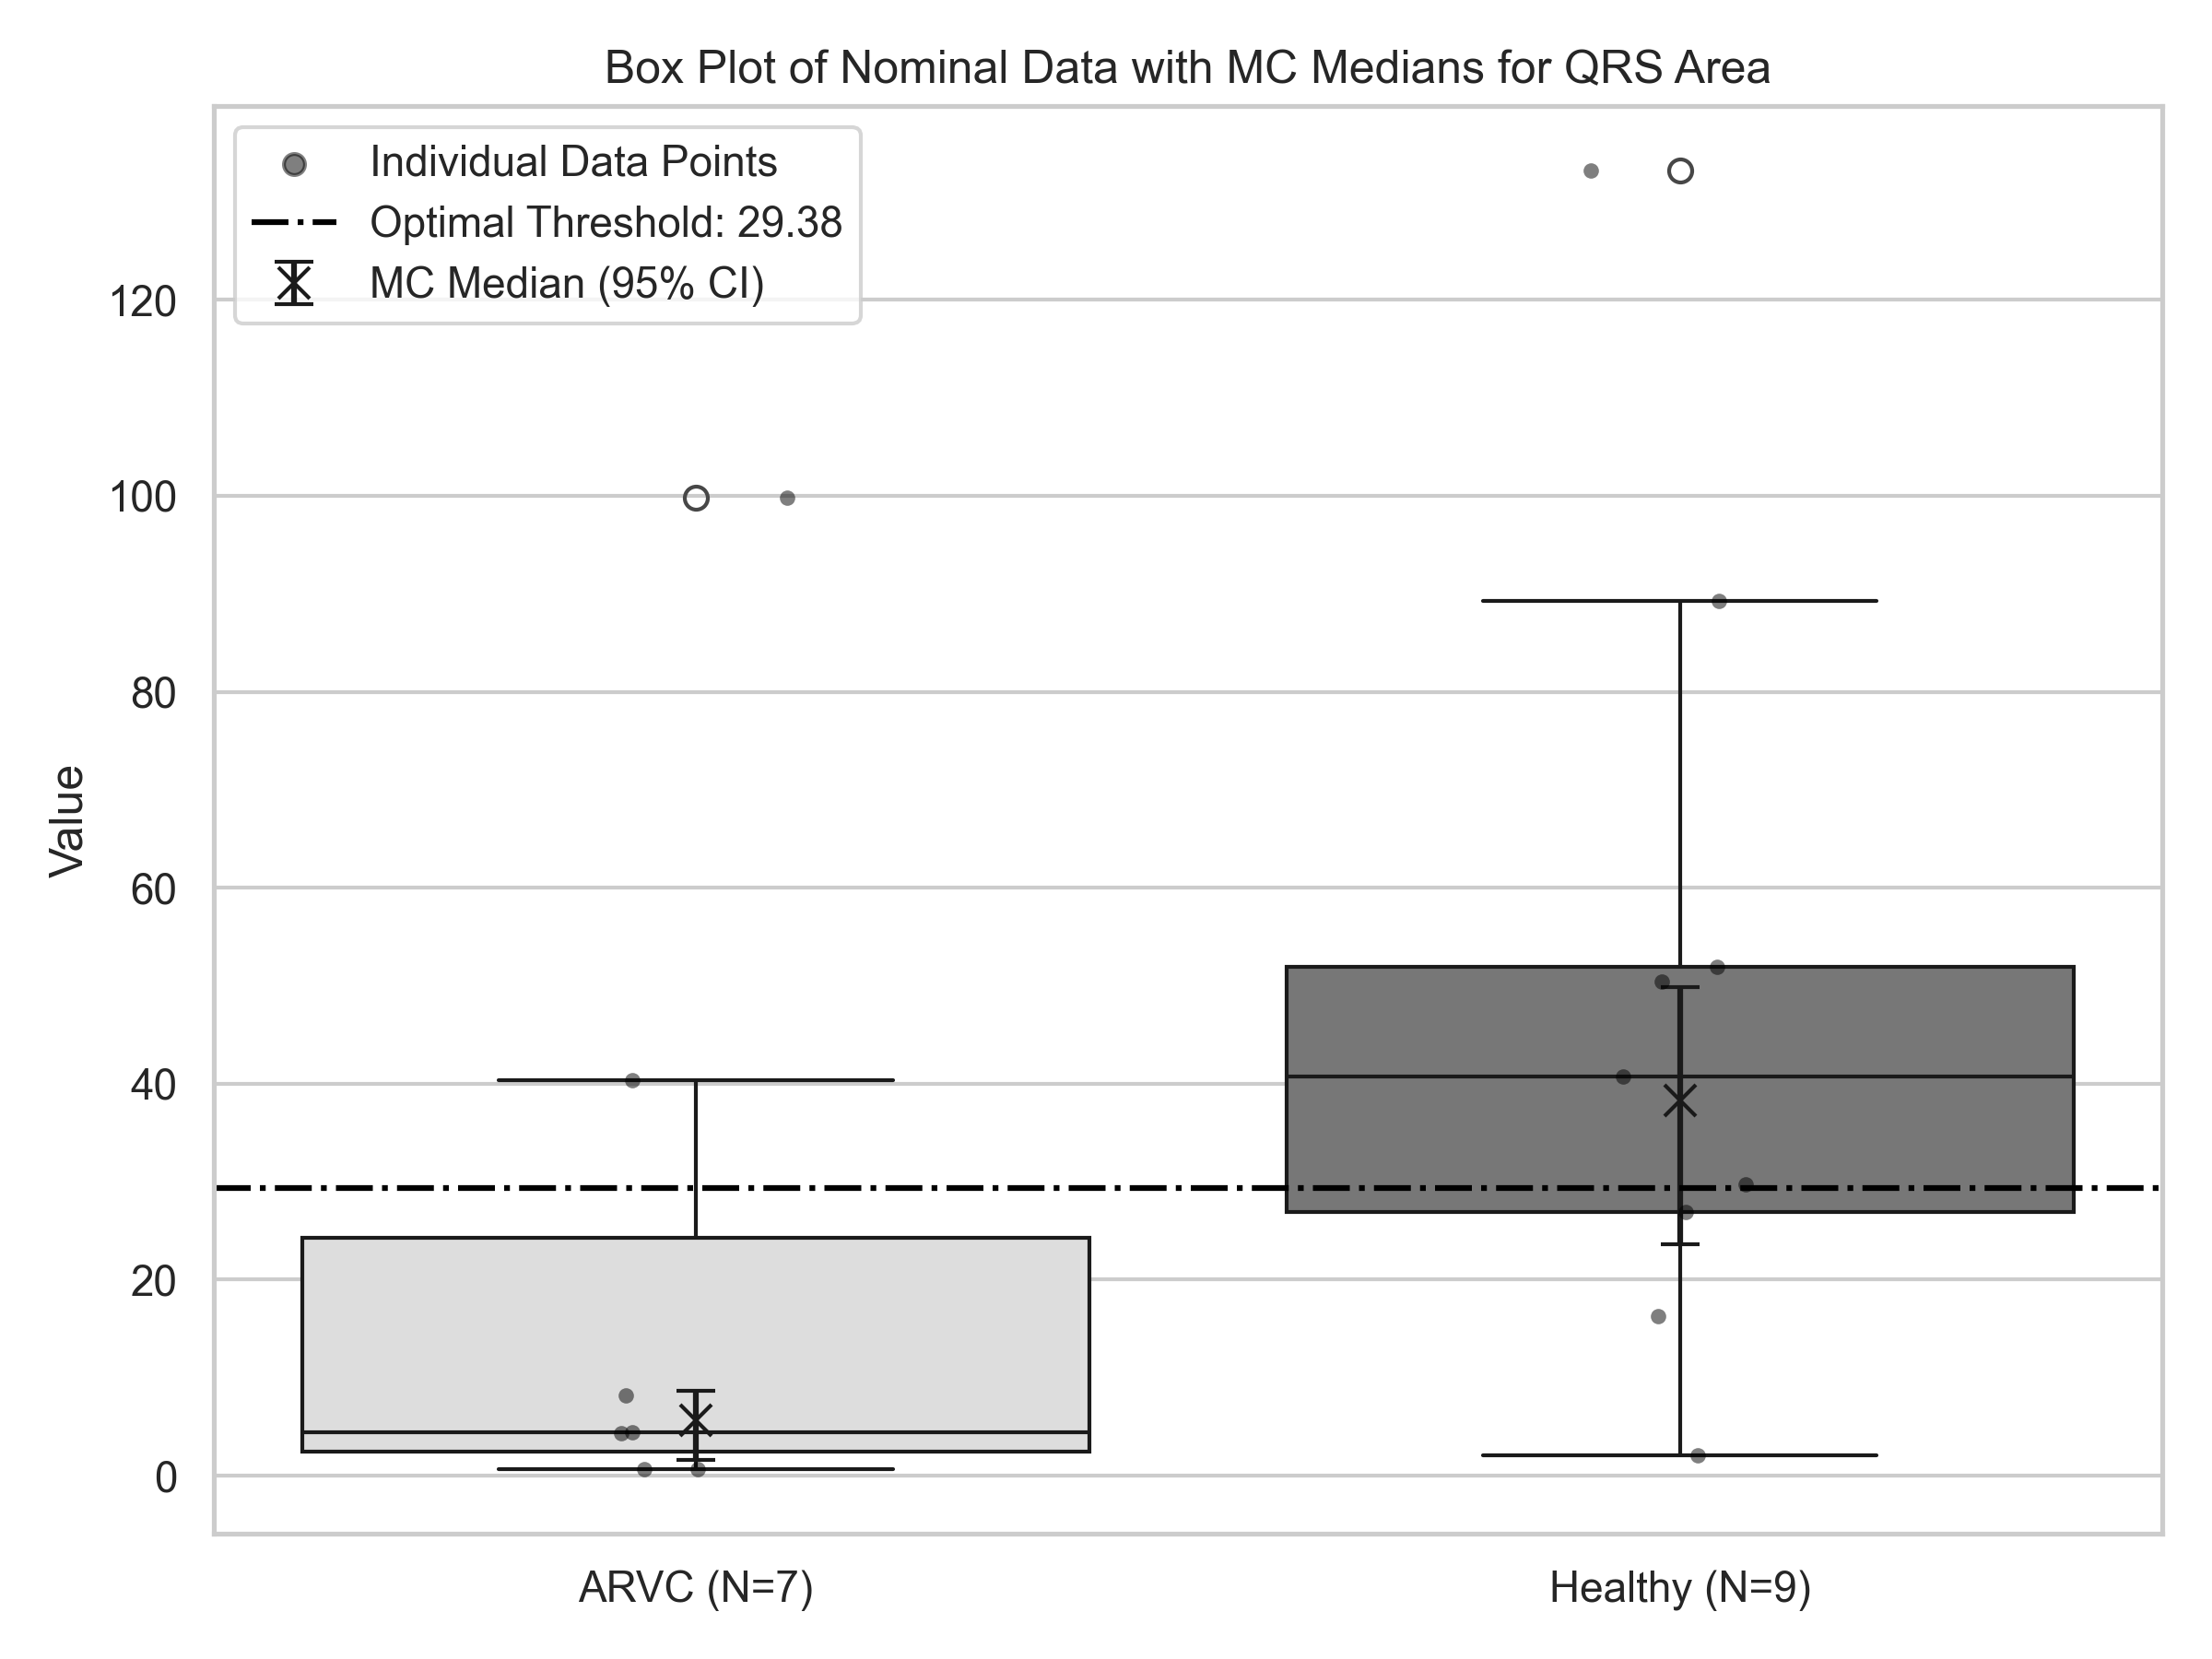 Box Plot of Nominal Data with MC Medians for QRS Area
Individual Data Points
Optimal Threshold: 29.38
MC Median (95% CI)
120
100
80
60
40
20
0
Value
ARVC (N=7)
Healthy (N=9)